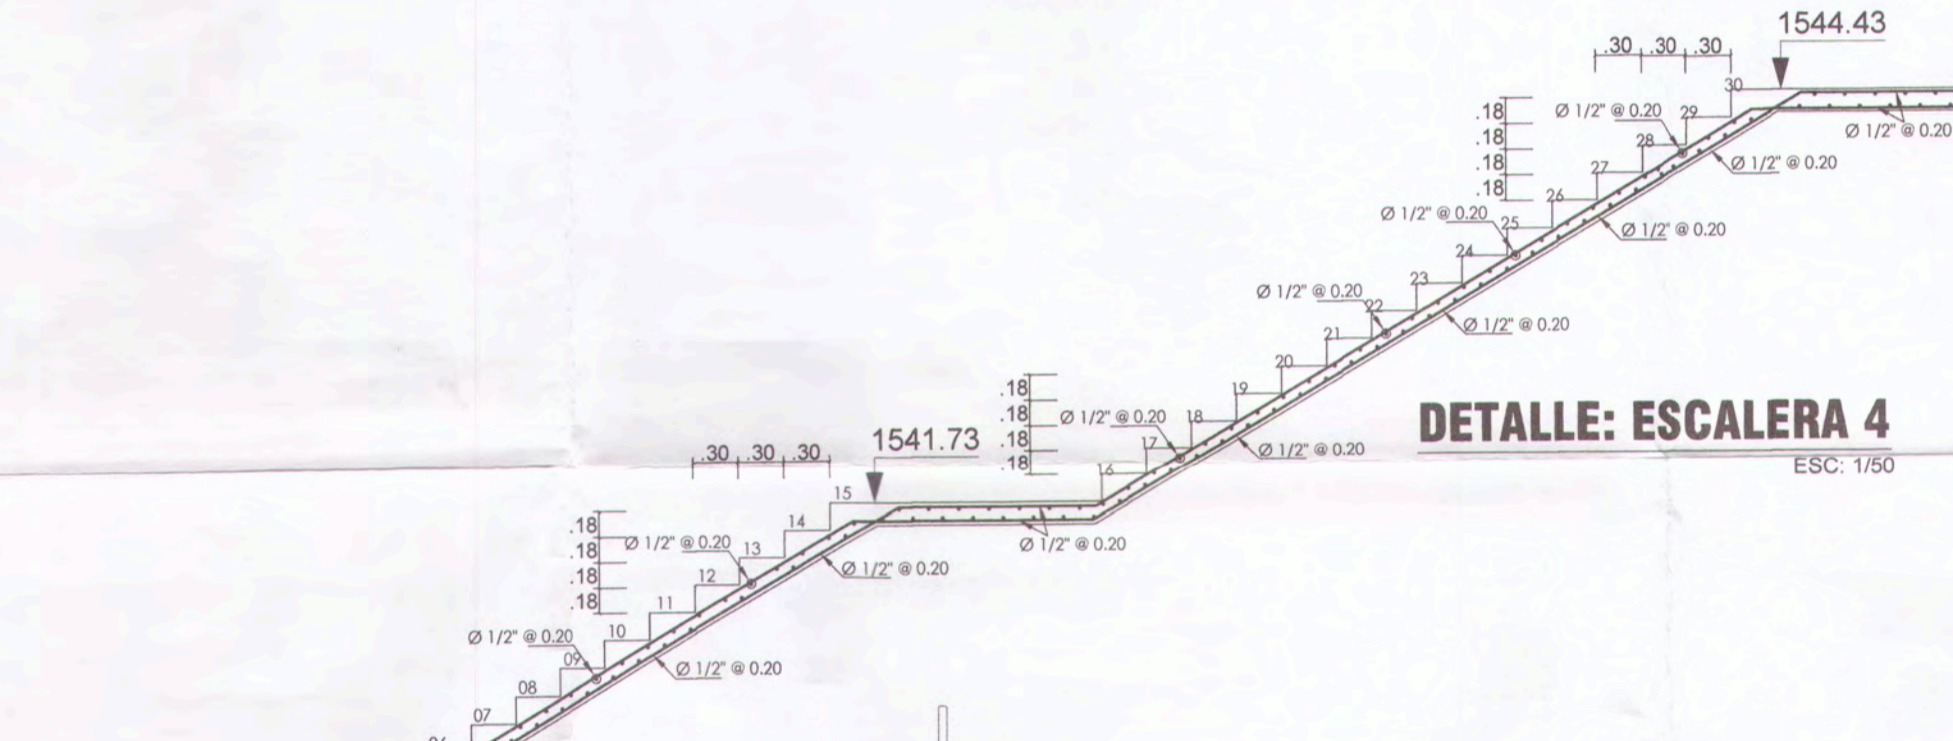 1544.43
.30 .30 .30
30
.18
Ø 1/2" @ 0.20
29
Ø 1/2" @ 0.20
.18
28
.18
27
Ø 1/2" @ 0.20
.18
26
Ø 1/2" @ 0.20
25
Ø 1/2" @ 0.20
24
23
Ø 1/2" @ 0.20
22
Ø 1/2" @ 0.20
21
20
.18
19
Ø 1/2" @ 0.20
18
.18
DETALLE: ESCALERA 4
1541.73
.18
17
Ø 1/2" @ 0.20
.30 .30 .30
.18
16
ESC: 1/50
15
14
.18
Ø 1/2" @ 0.20
13
Ø 1/2" @ 0.20
.18
Ø 1/2" @ 0.20
.18
12
.18
11
10
Ø 1/2" @ 0.20
09
Ø 1/2" @ 0.20
08
07